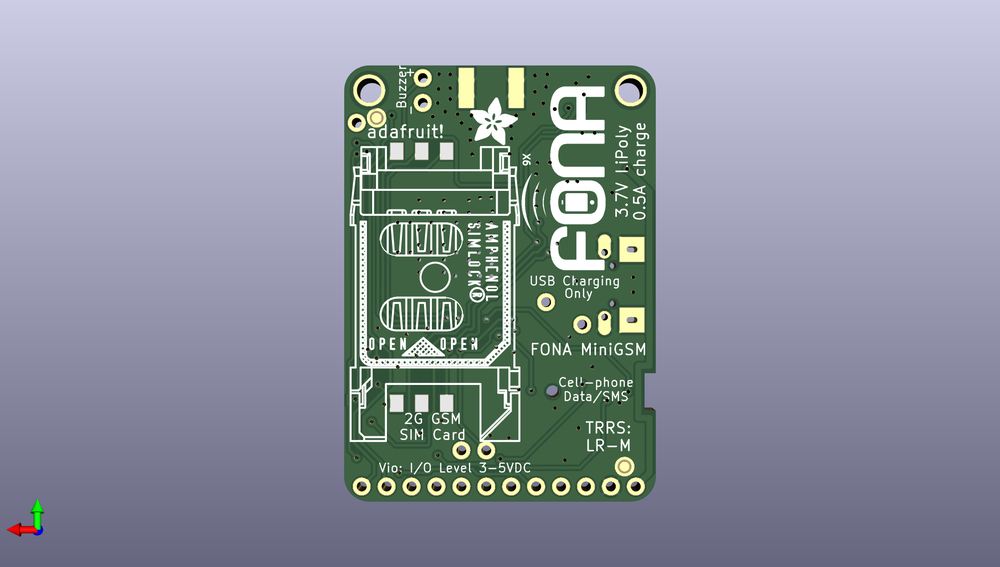 Buzzer
+
-
adafruit!
FONA
3.7V LiPoly
0.5A charge
9X
AMPHENOL
SIMLOCK®
USB Charging
Only
OPEN OPEN
FONA MiniGSM
Cell-phone
Data/SMS
2G GSM
SIM Card
TRRS:
LR-M
Vio: I/O Level 3-5VDC